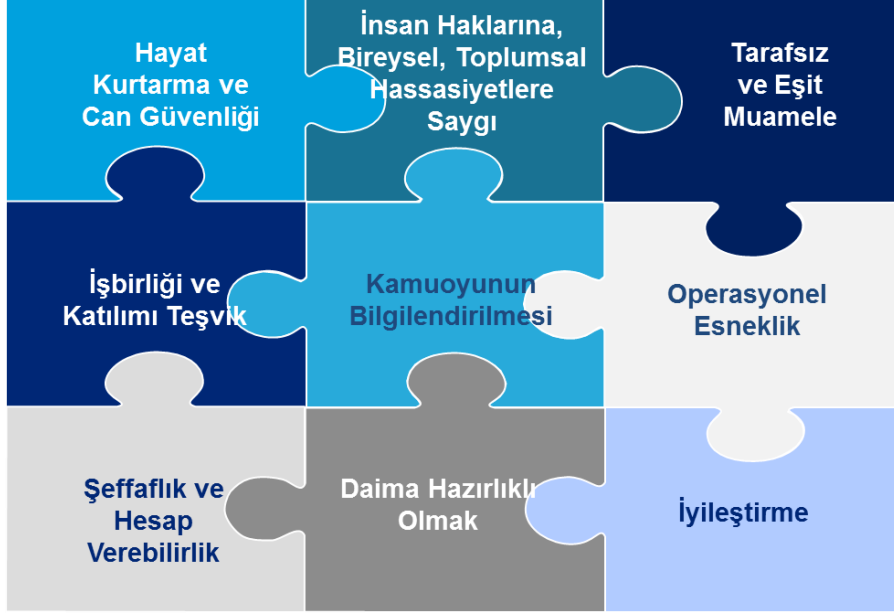 Hayat
Kurtarma ve
Can Güvenliği
İnsan Haklarına,
Bireysel, Toplumsal
Hassasiyetlere
Saygı
Tarafsız
ve Eşit
Muamele
İşbirliği ve
Katılımı Teşvik
Kamuoyunun
Bilgilendirilmesi
Operasyonel
Esneklik
Şeffaflık ve
Hesap
Verebilirlik
Daima Hazırlıklı
Olmak
İyileştirme